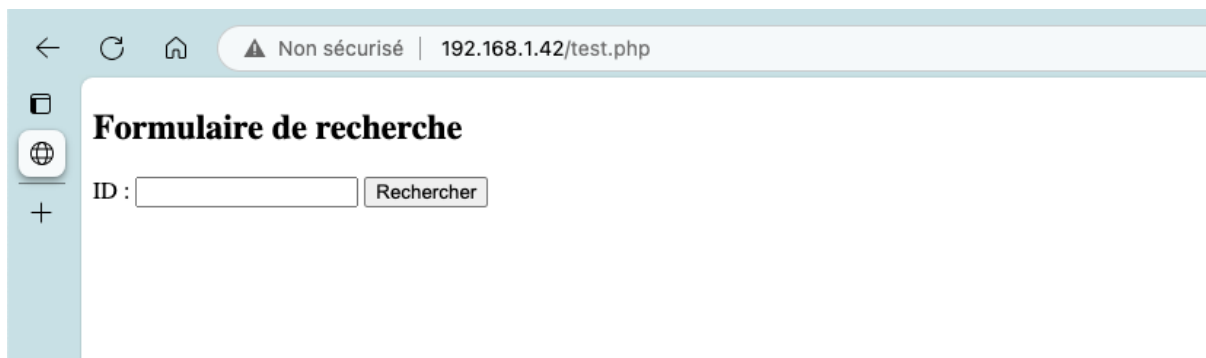 Non sécurisé | 192.168.1.42/test.php
Formulaire de recherche
ID : Rechercher